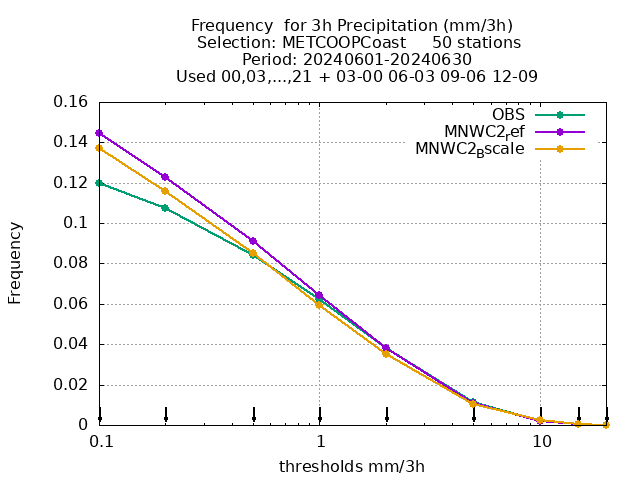 Frequency  for 3h Precipitation (mm/3h)
Selection: METCOOPCoast     50 stations
Period: 20240601-20240630
Used 00,03,...,21 + 03-00 06-03 09-06 12-09
0.16
0.14
0.12
0.1
0.08
0.06
0.04
0.02
0
OBS
MNWC2ref
MNWC2Bscale
Frequency
0.1 1 10
thresholds mm/3h